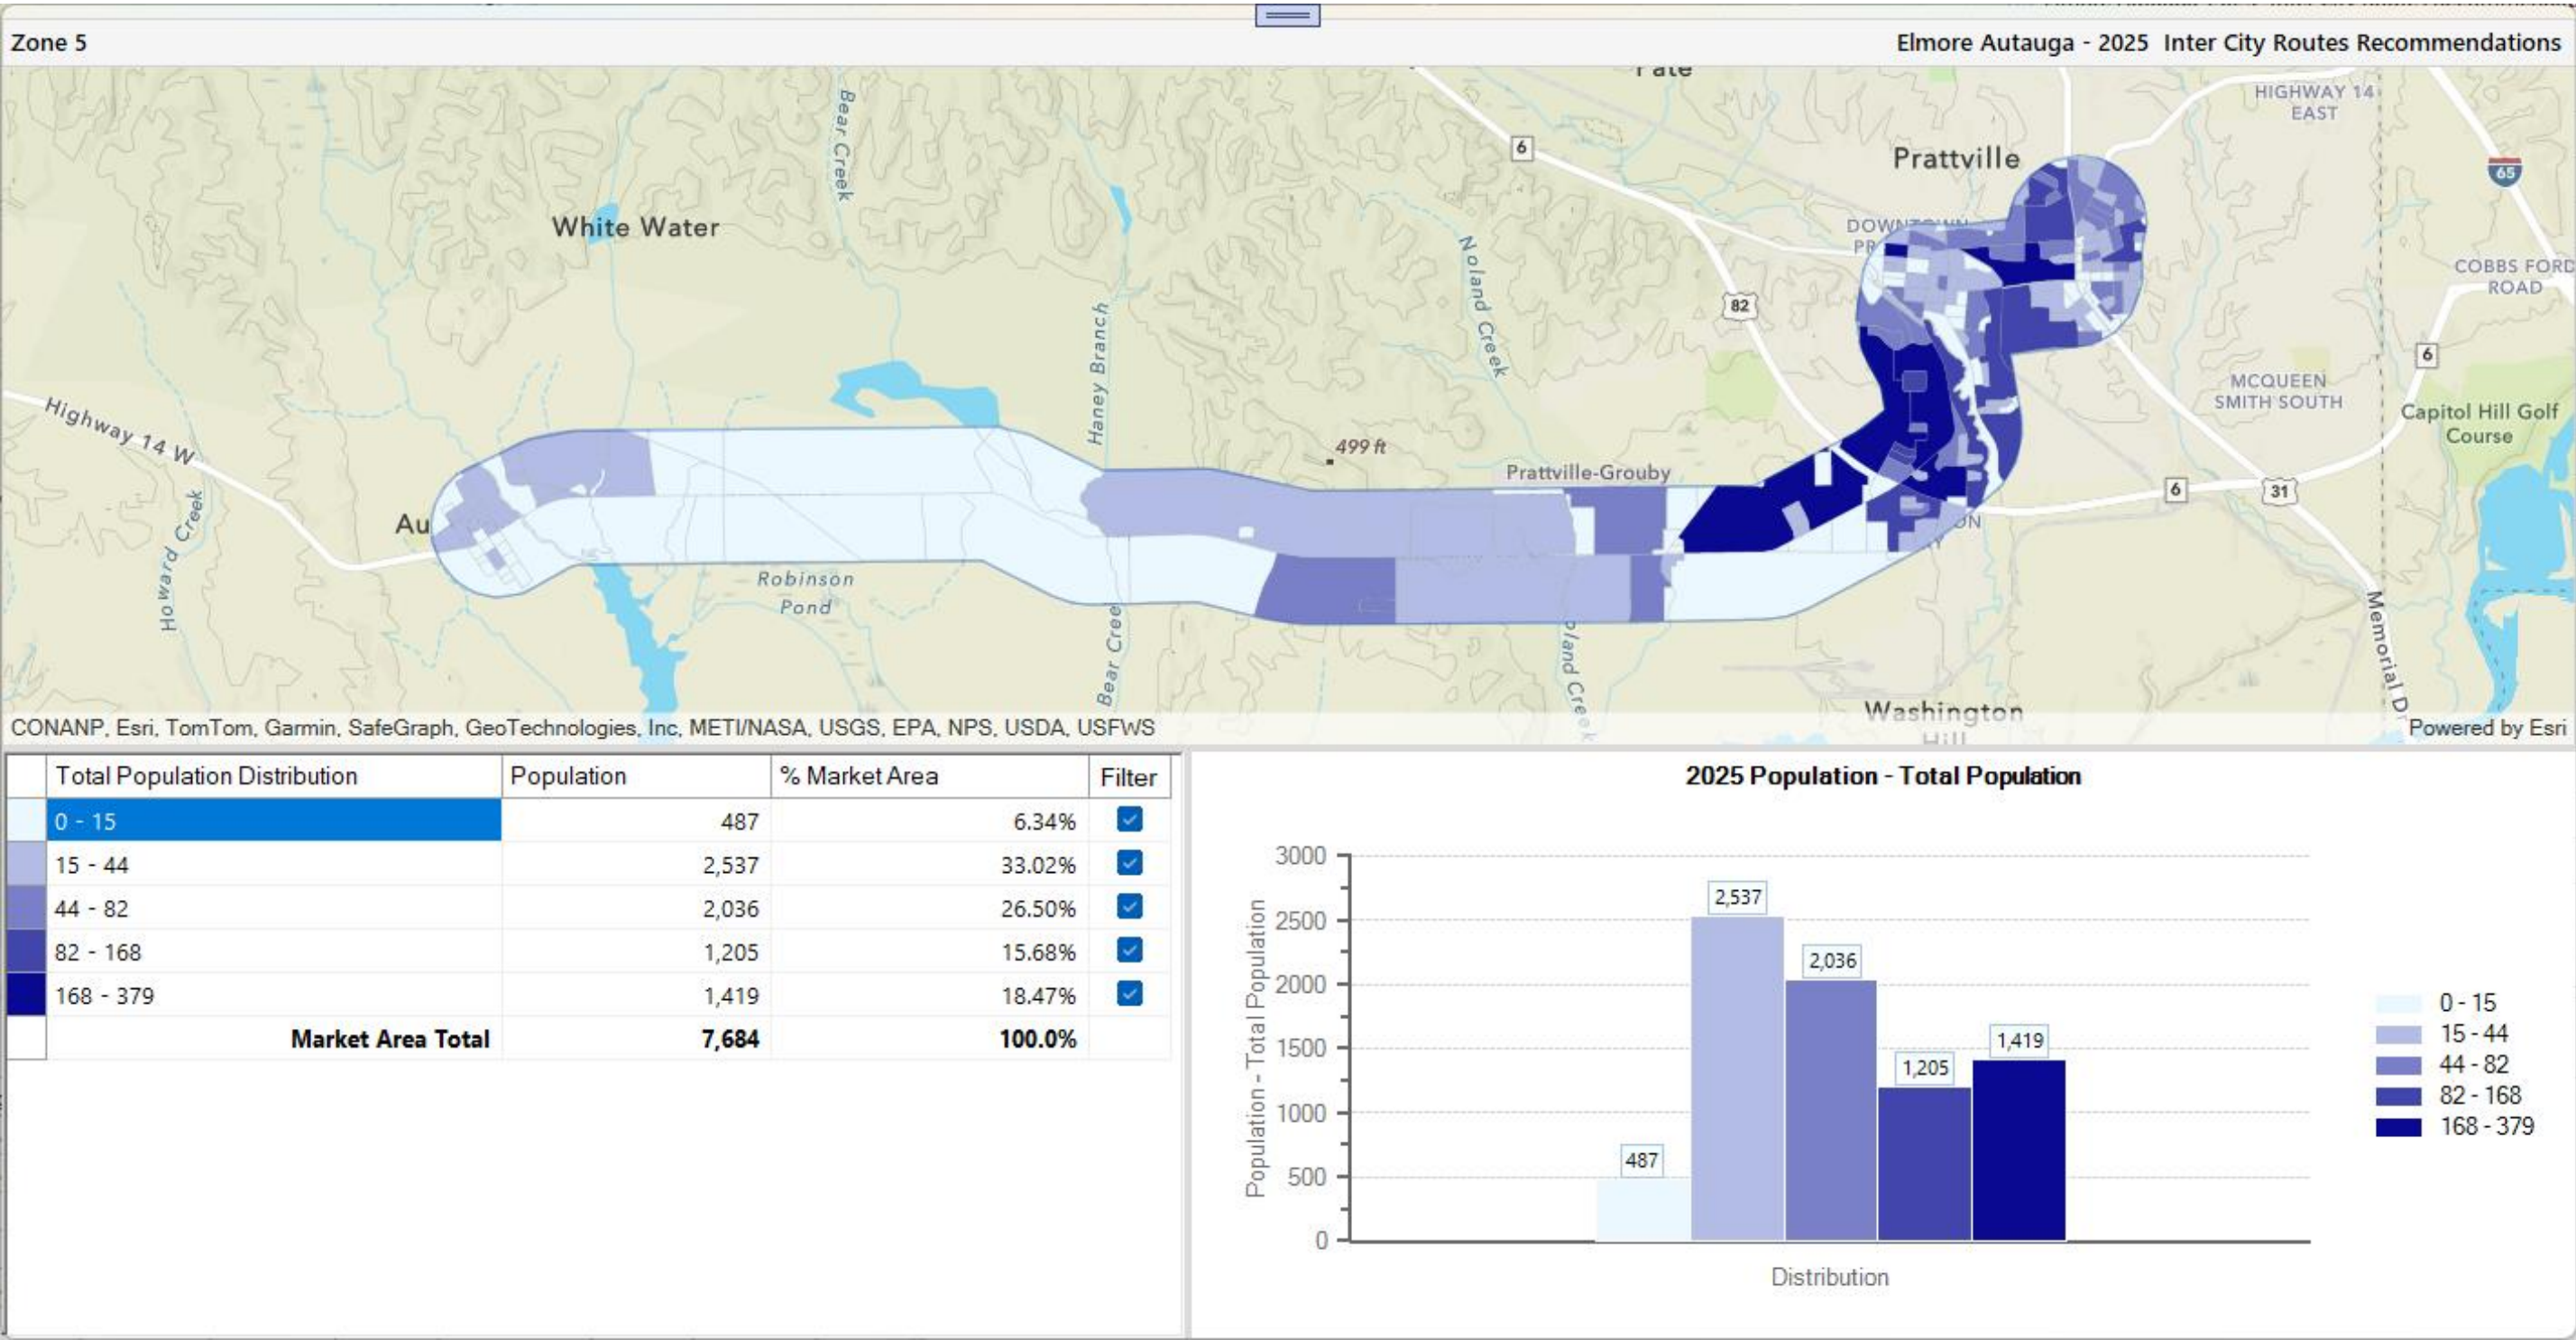 Zone 5
Elmore Autauga - 2025 Inter City Routes Recommendations
HIGHWAY 14
EAST
Bear Creek
6
Prattville
65
White Water
Noland Creek
COBBS FORD
ROAD
82
Haney Branch
6
MCQUEEN
SMITH SOUTH
Capitol Hill Golf
Course
Highway 14 W
499 ft
Prattville-Grouby
6
31
Au
Howard Creek
Robinson
Pond
Bear Cree
Memorial Dr
Washington
Hill
CONANP, Esri, TomTom, Garmin, SafeGraph, GeoTechnologies, Inc, METI/NASA, USGS, EPA, NPS, USDA, USFWS
Powered by Esri
Total Population Distribution Population % Market Area Filter
0 - 15 487 6.34%
15 - 44 2,537 33.02%
44 - 82 2,036 26.50%
82 - 168 1,205 15.68%
168 - 379 1,419 18.47%
Market Area Total 7,684 100.0%
2025 Population - Total Population
Population - Total Population
3000
2500
2000
1500
1000
500
0
487
2,537
2,036
1,205
1,419
Distribution
0 - 15
15 - 44
44 - 82
82 - 168
168 - 379